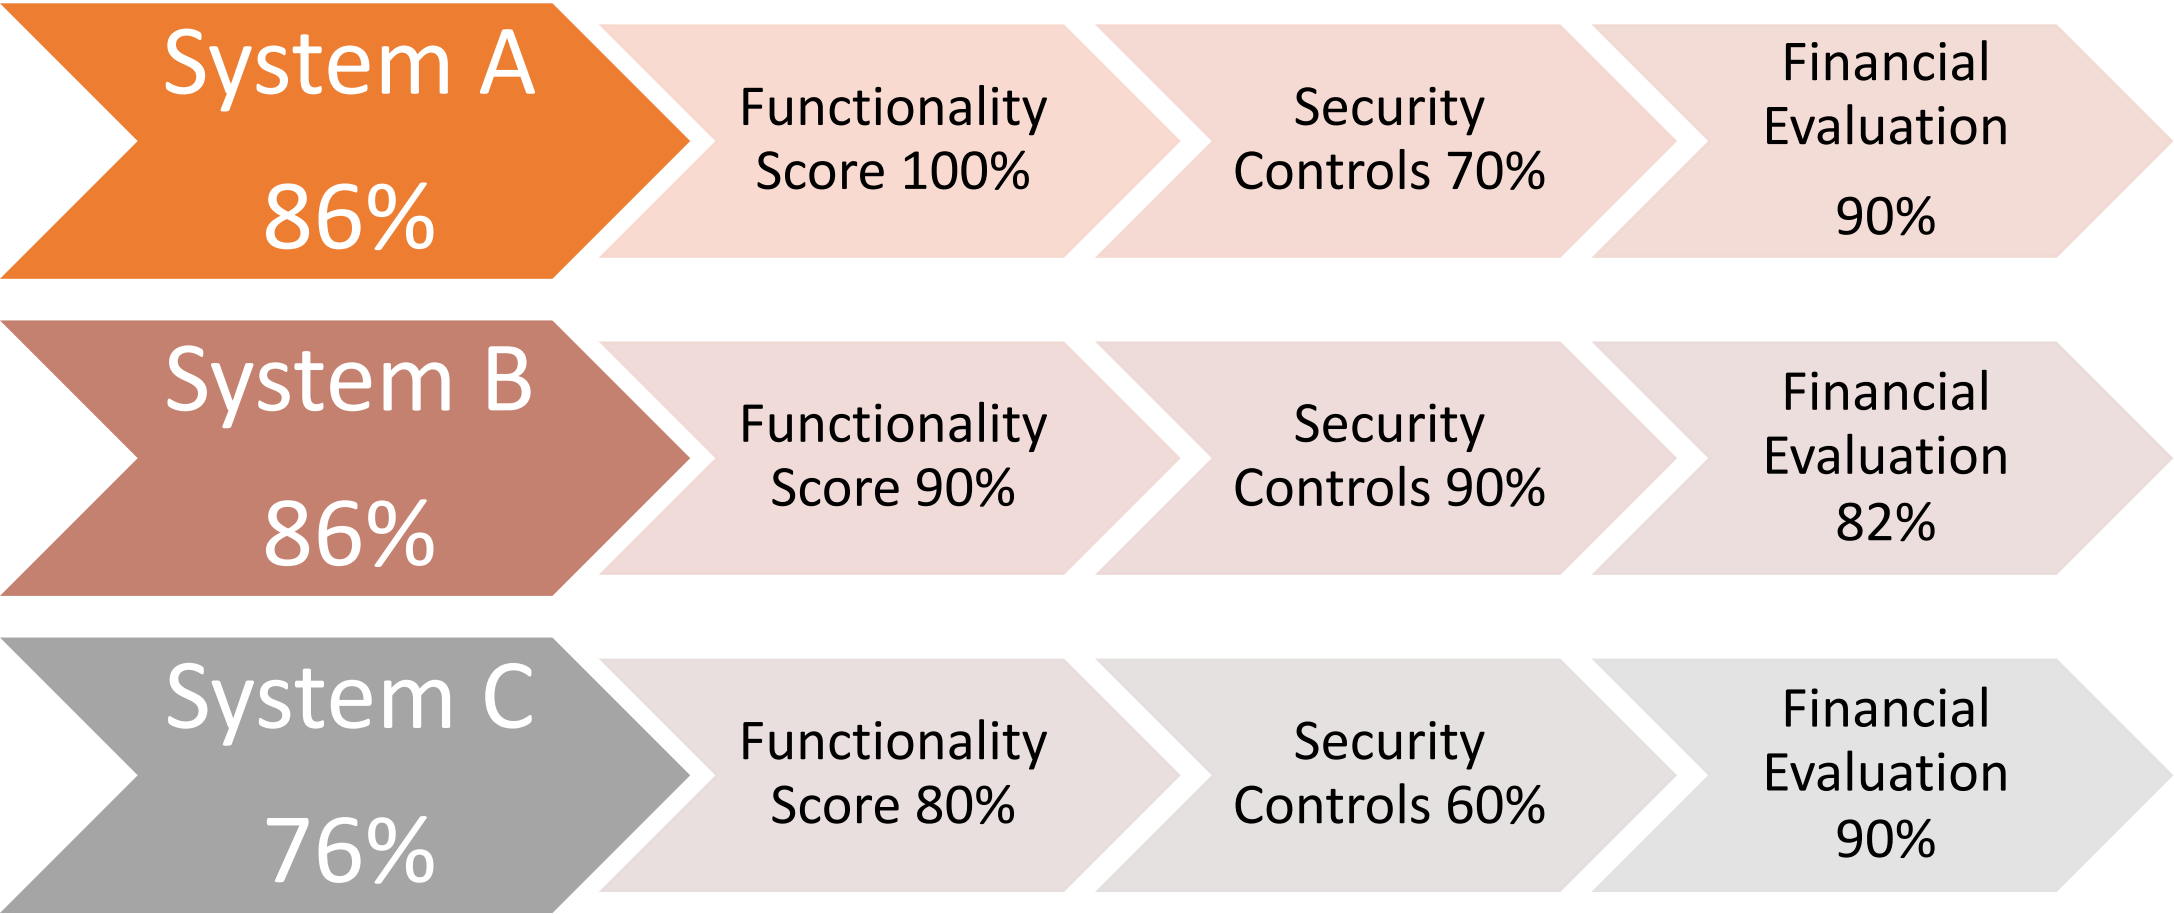 System A
86%
Functionality
Score 100%
Security
Controls 70%
Financial
Evaluation
90%
System B
86%
Functionality
Score 90%
Security
Controls 90%
Financial
Evaluation
82%
System C
76%
Functionality
Score 80%
Security
Controls 60%
Financial
Evaluation
90%